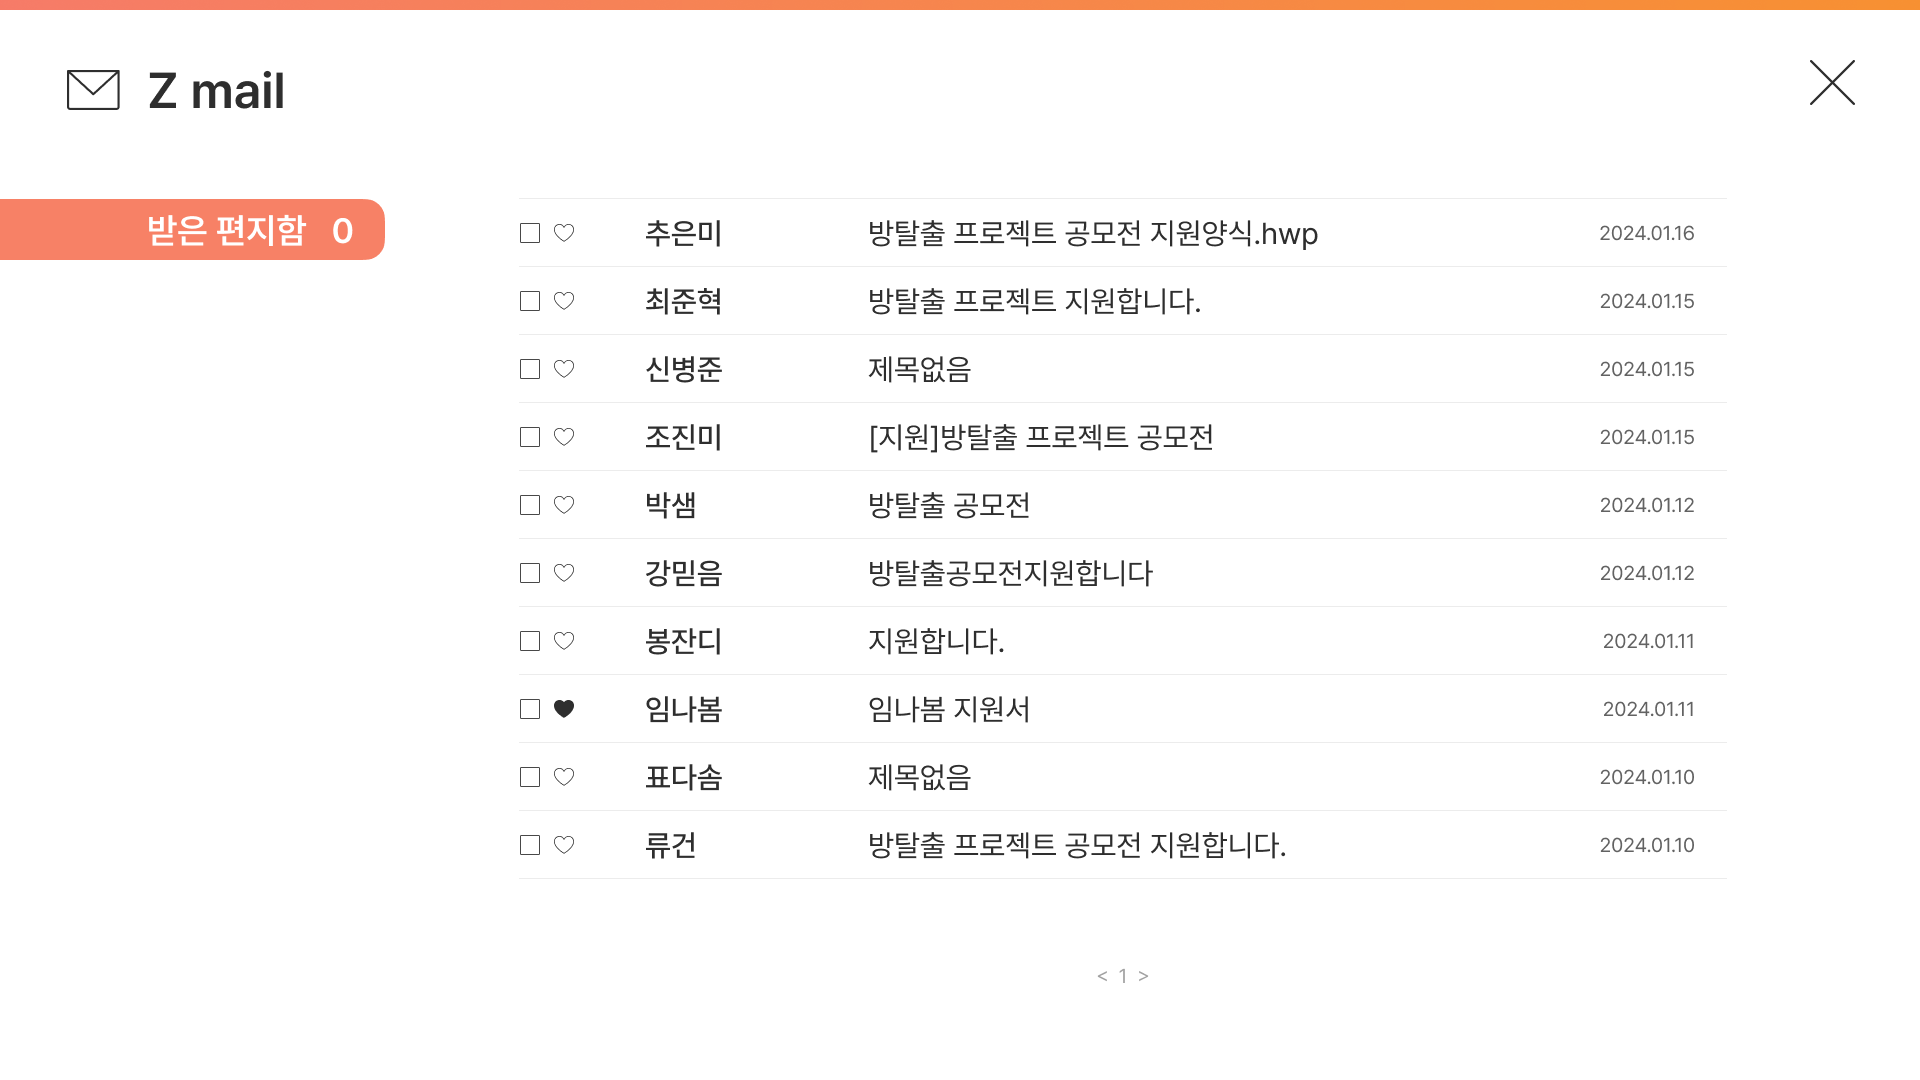 Z mail
받은 편지함 0
추은미 방탈출 프로젝트 공모전 지원양식.hwp 2024.01.16
최준혁 방탈출 프로젝트 지원합니다. 2024.01.15
신병준 제목없음 2024.01.15
조진미 [지원]방탈출 프로젝트 공모전 2024.01.15
박샘 방탈출 공모전 2024.01.12
강믿음 방탈출공모전지원합니다 2024.01.12
봉잔디 지원합니다. 2024.01.11
임나봄 임나봄 지원서 2024.01.11
표다솜 제목없음 2024.01.10
류건 방탈출 프로젝트 공모전 지원합니다. 2024.01.10
< 1 >